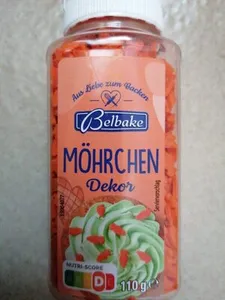 Aus Liebe zum Backen
Belbake
MÖHRCHEN
Dekor
NUTRI-SCORE
D
110 g e